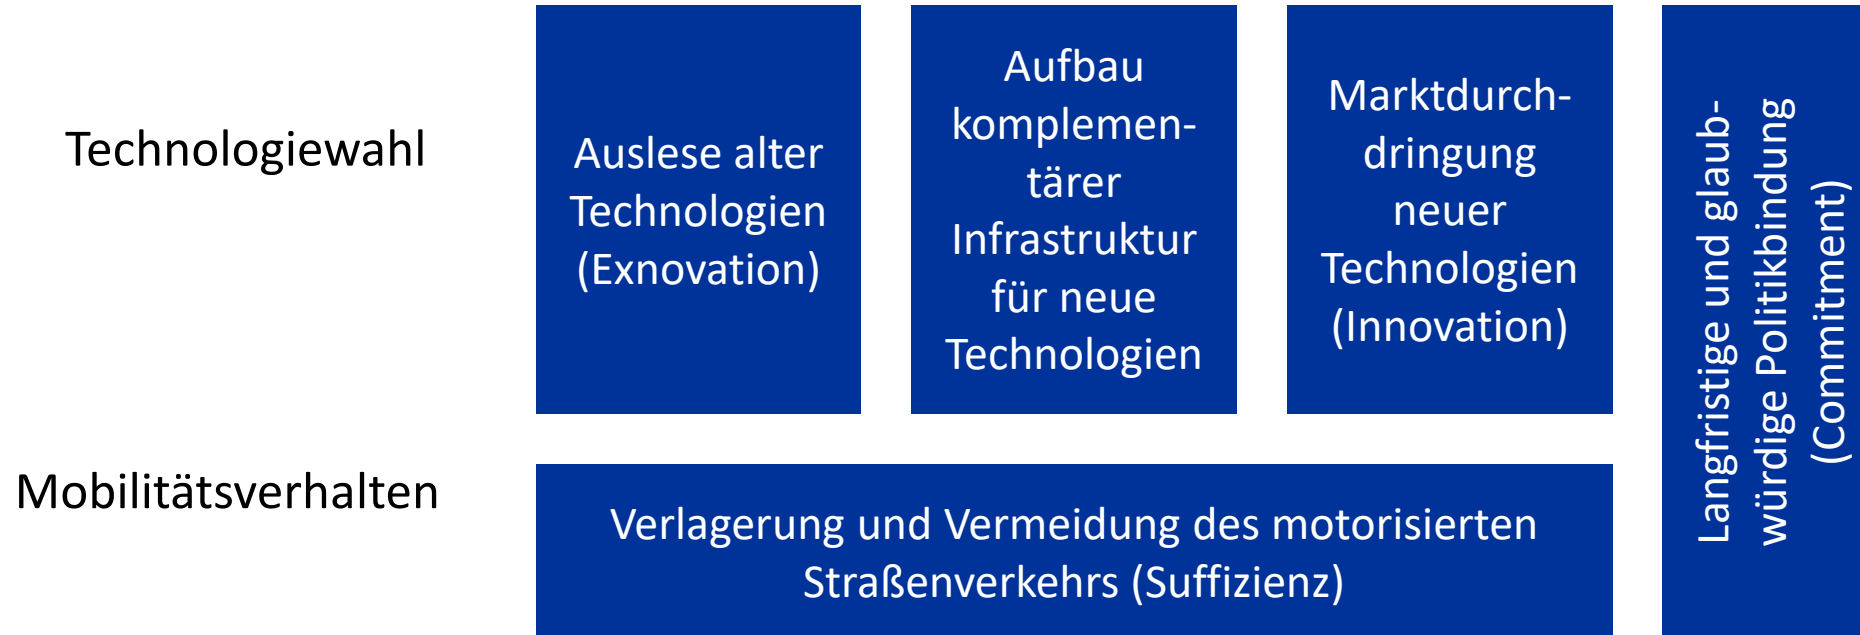 Technologiewahl
Auslese alter
Technologien
(Exnovation)
Aufbau
komplemen-
tärer
Infrastruktur
für neue
Technologien
Marktdurch-
dringung
neuer
Technologien
(Innovation)
Langfristige und glaub-
würdige Politikbindung
(Commitment)
Mobilitätsverhalten
Verlagerung und Vermeidung des motorisierten
Straßenverkehrs (Suffizienz)